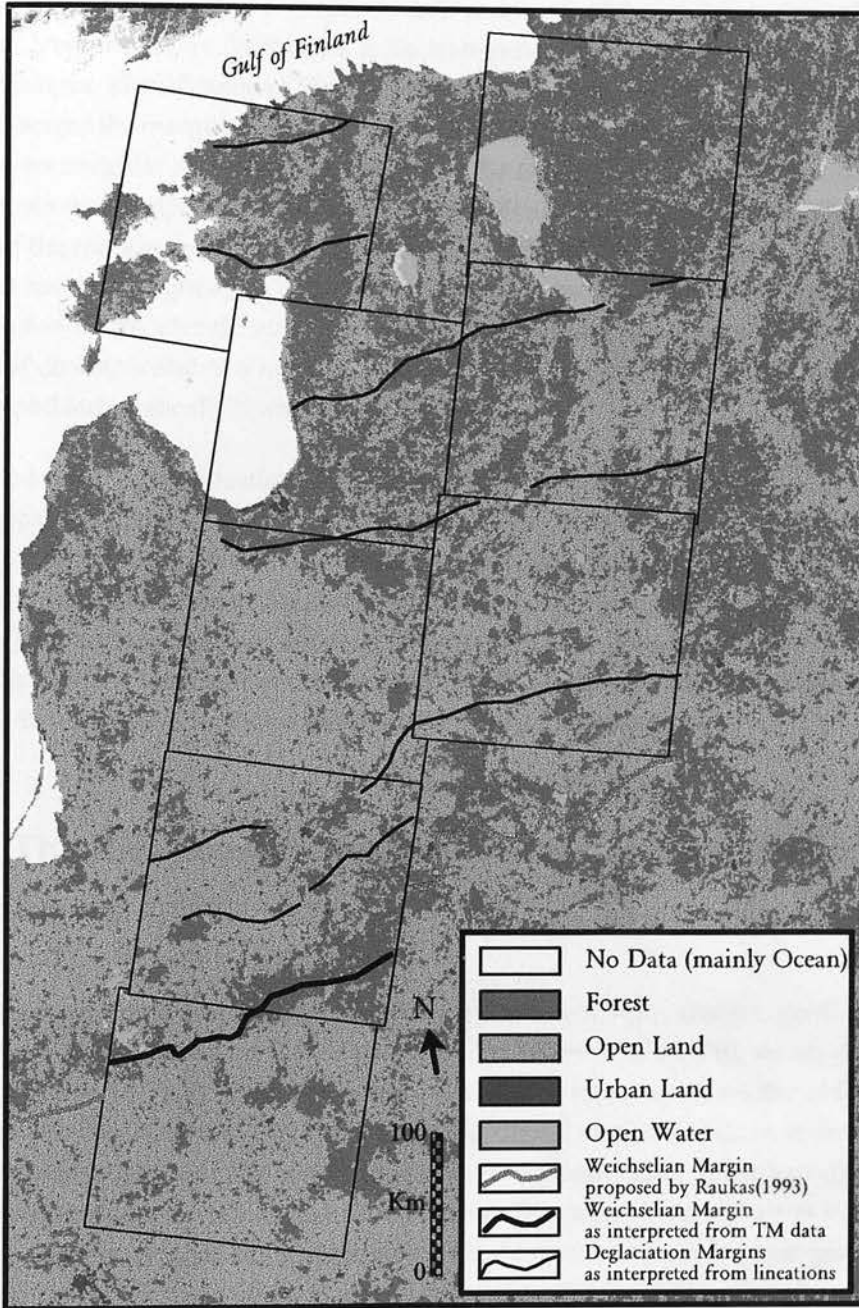 Gulf of Finland
No Data (mainly Ocean)
Forest
Open Land
Urban Land
Open Water
Weichselian Margin
proposed by Raukas(1993)
Weichselian Margin
as interpreted from TM data
Deglaciation Margins
as interpreted from lineations
N
100
Km
0